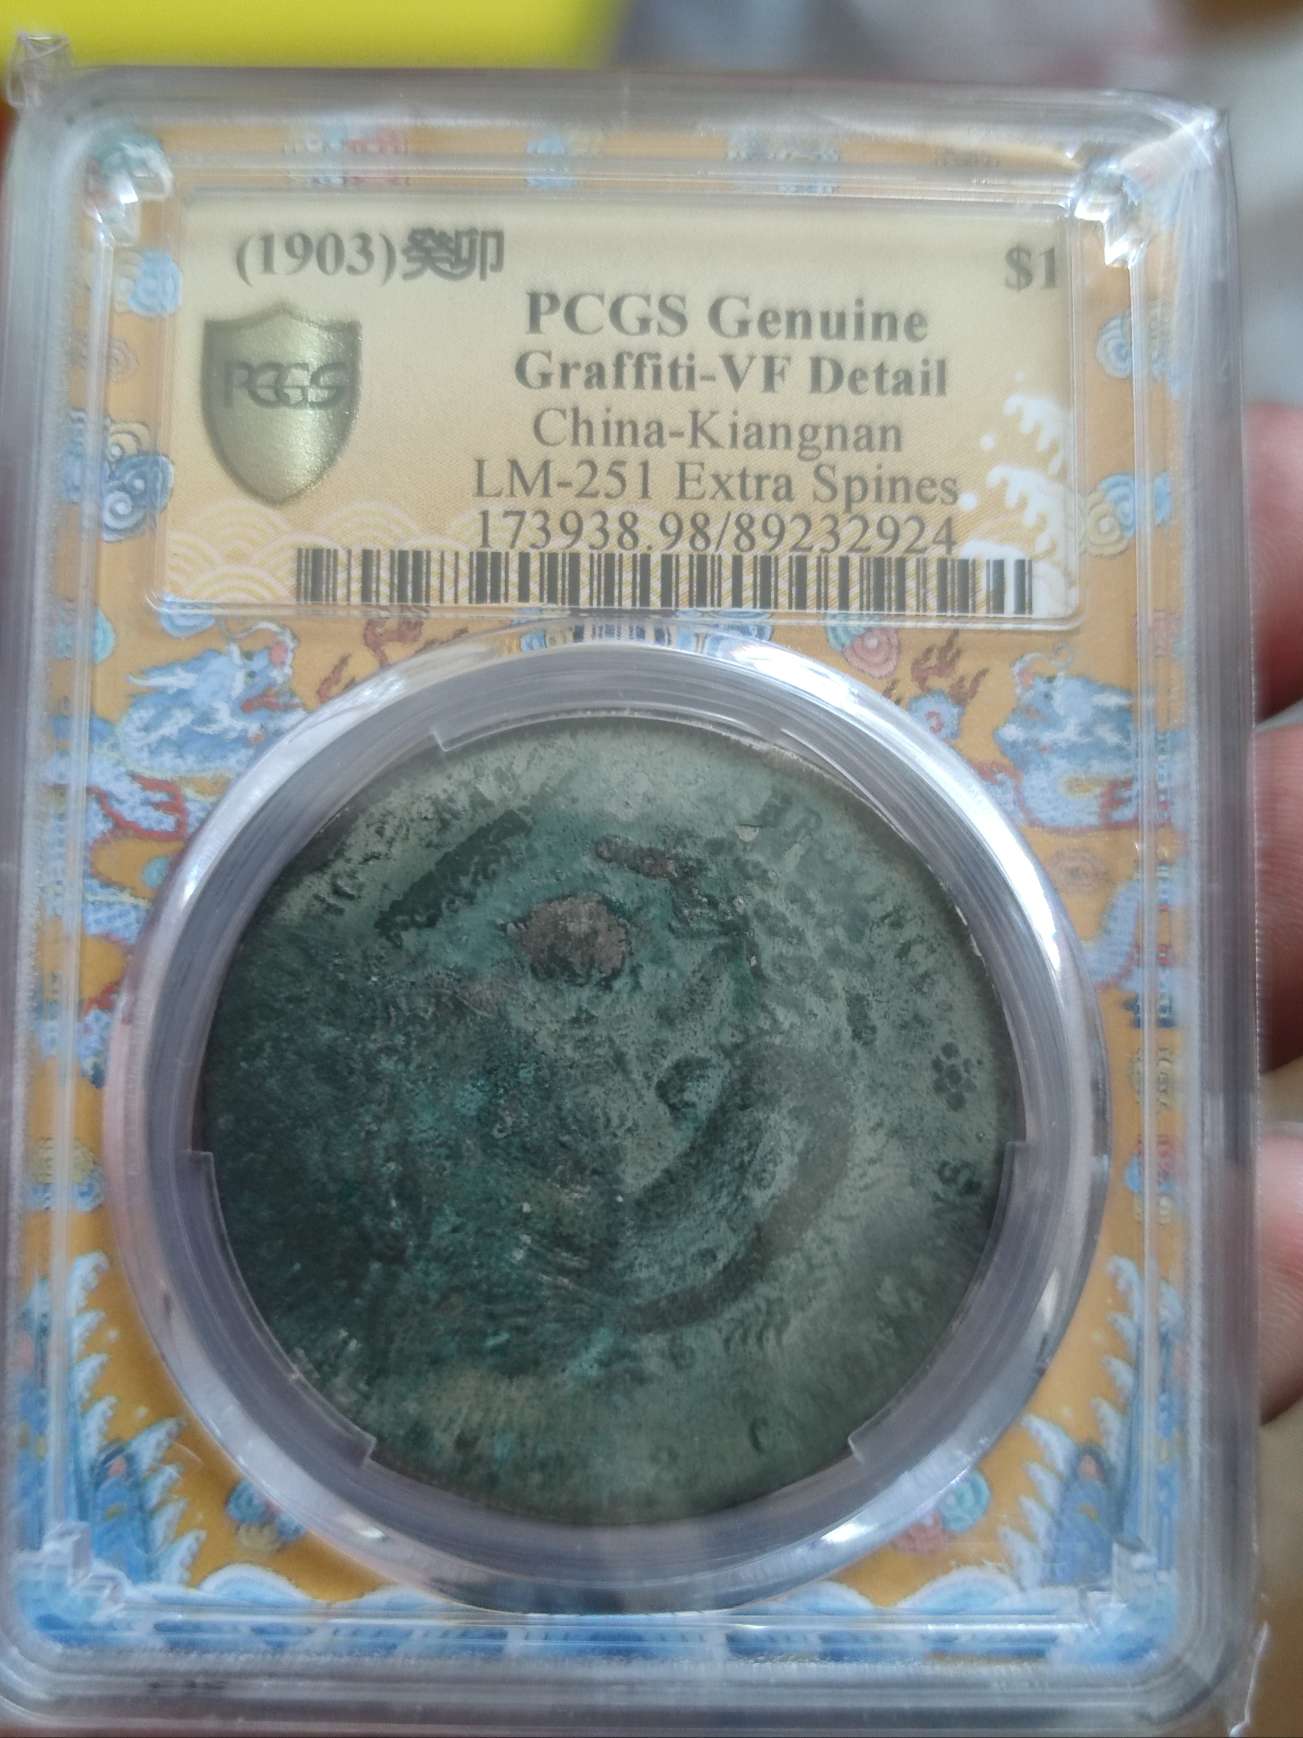 (1903)癸卯 $1
PCGS Genuine
PCGS
Graffiti-VF Detail
China-Kiangnan
LM-251 Extra Spines
173938.98/89232924